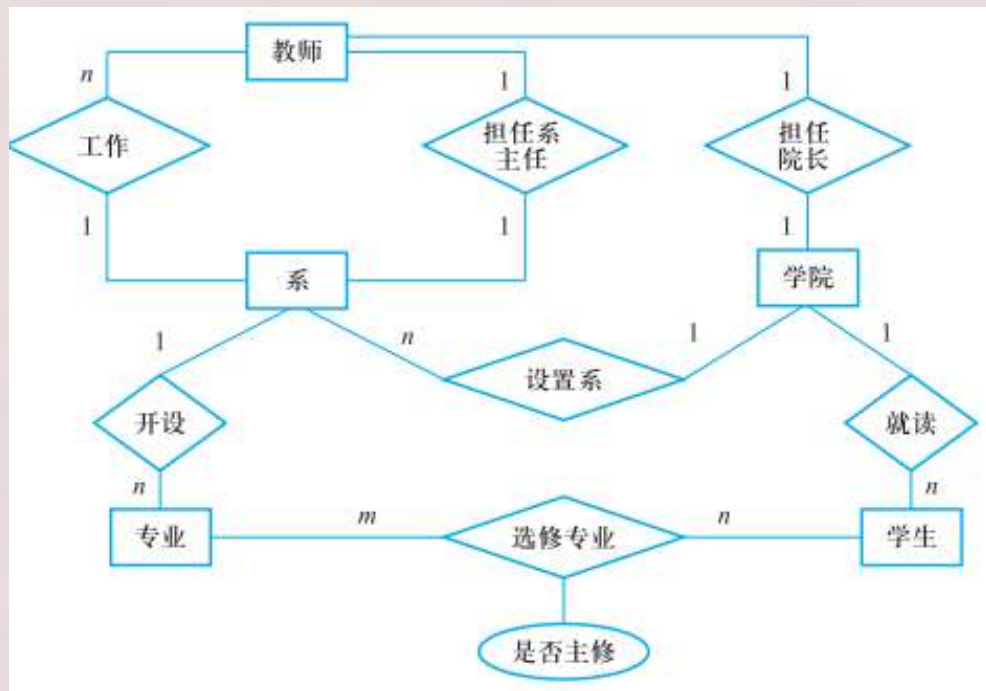 教师
n
1
1
工作
担任系
主任
担任
院长
1
1
1
系
学院
1
n
1
1
设置系
开设
就读
n
n
专业
m
选修专业
n
学生
是否主修